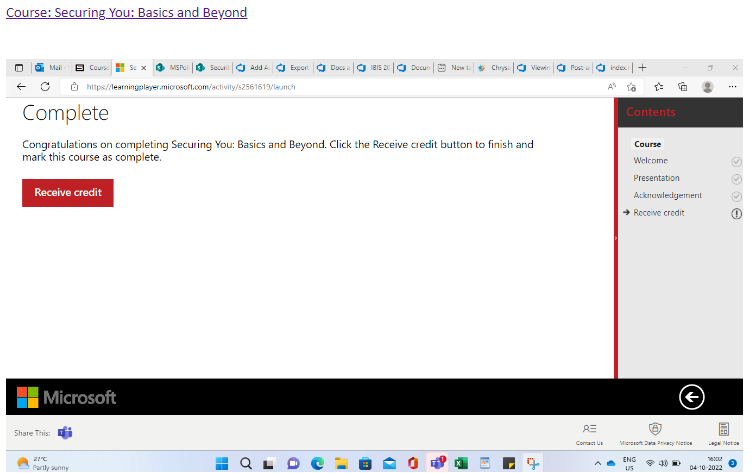 Course: Securing You: Basics and Beyond
Mail
Course
Se
MSPoli
Securit
Add A
Export
Docs a
IBIS 20
Docum
New t
Chrys
Viewin
Post-a
index.
https://learningplayer.microsoft.com/activity/s2561619/launch
Complete
Congratulations on completing Securing You: Basics and Beyond. Click the Receive credit button to finish and
mark this course as complete.
Receive credit
Contents
Course
Welcome
Presentation
Acknowledgement
Receive credit
Microsoft
Share This:
Contact Us
Microsoft Data Privacy Notice
Legal Notice
27°C
Partly sunny
1
ENG
US
16:02
04-10-2022
3